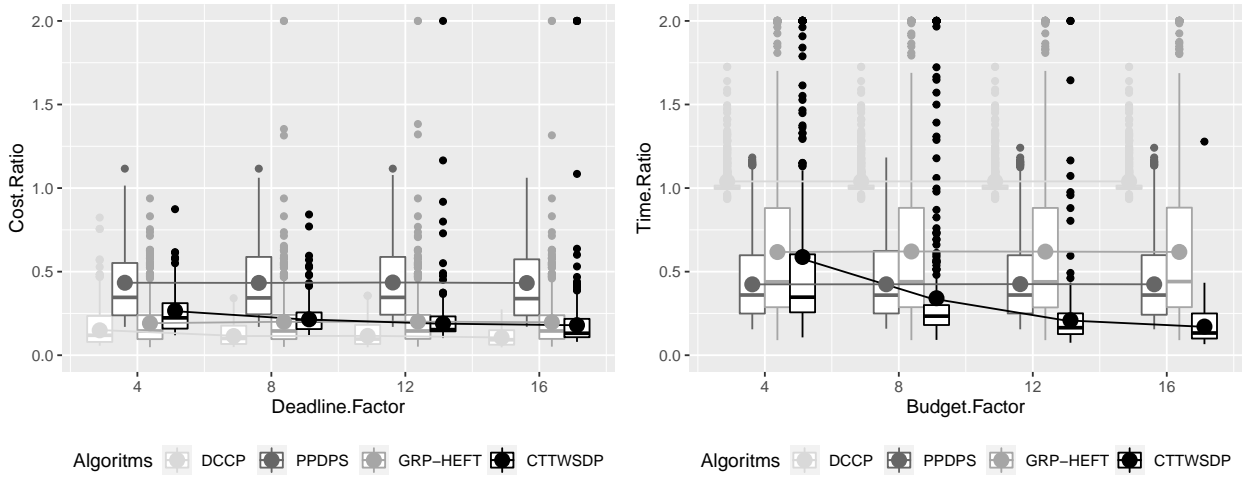 2.0
1.5
1.0
0.5
0.0
Cost.Ratio
4 8 12 16
Deadline.Factor
Algoritms DCCP PPDPS GRP−HEFT CTTWSDP
2.0
1.5
1.0
0.5
0.0
Time.Ratio
4 8 12 16
Budget.Factor
Algoritms DCCP PPDPS GRP−HEFT CTTWSDP